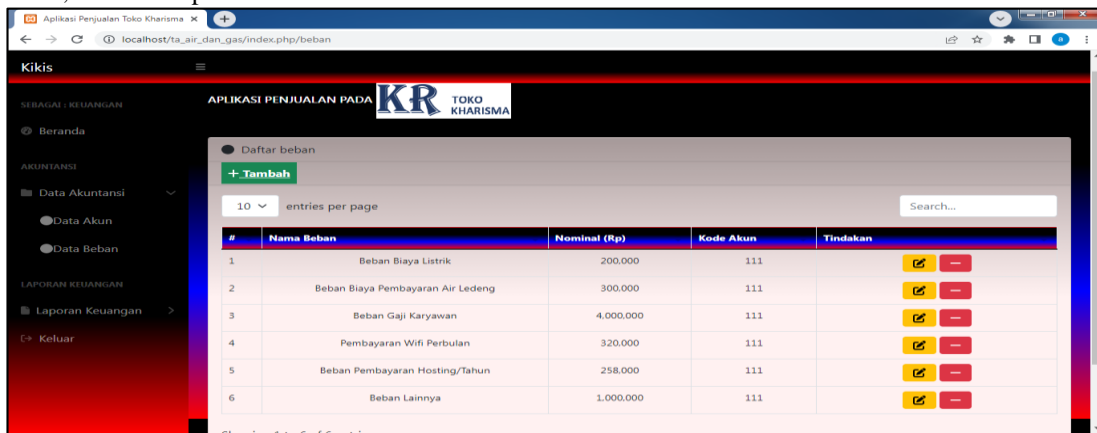 Aplikasi Penjualan Toko Kharisma
localhost/ta_air_dan_gas/index.php/beban
a
Kikis
SEBAGAI : KEUANGAN
Beranda
AKUNTANSI
Data Akuntansi
Data Akun
Data Beban
LAPORAN KEUANGAN
Laporan Keuangan
Keluar
APLIKASI PENJUALAN PADA KR TOKO
KHARISMA
Daftar beban
+ Tambah
10 entries per page Search...
# Nama Beban Nominal (Rp) Kode Akun Tindakan
1 Beban Biaya Listrik 200,000 111
2 Beban Biaya Pembayaran Air Ledeng 300,000 111
3 Beban Gaji Karyawan 4,000,000 111
4 Pembayaran Wifi Perbulan 320,000 111
5 Beban Pembayaran Hosting/Tahun 258,000 111
6 Beban Lainnya 1,000,000 111